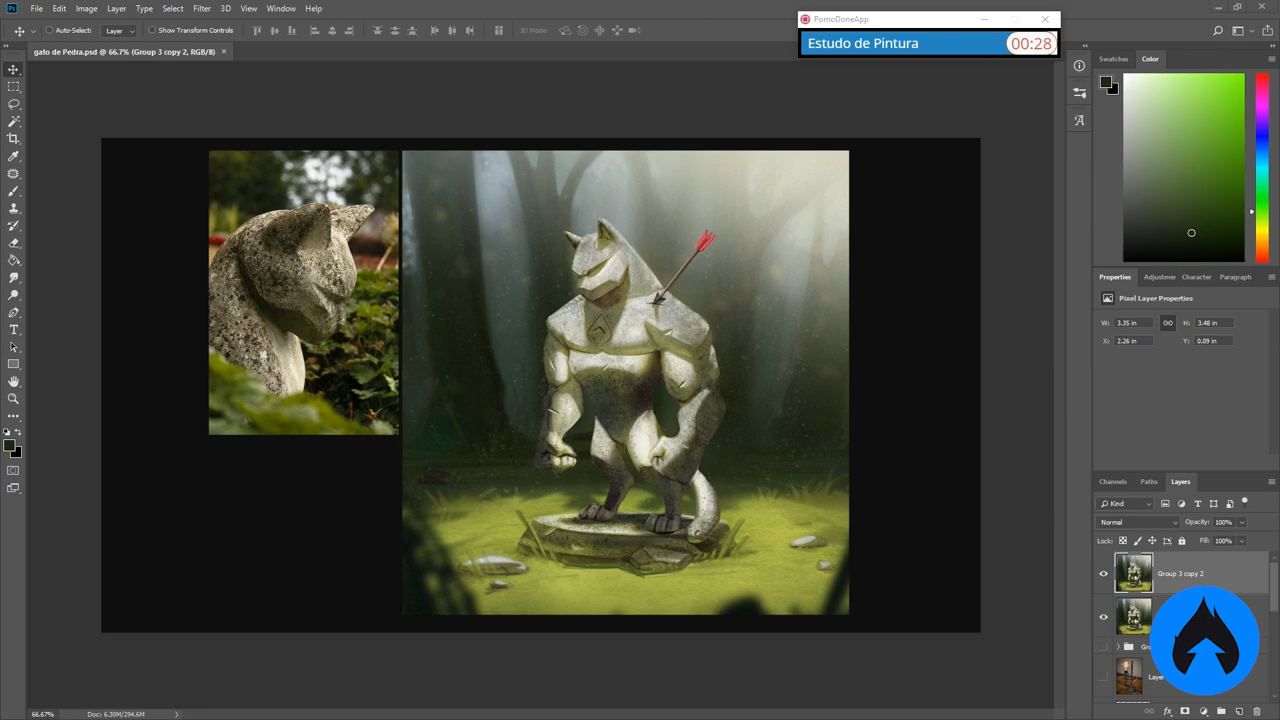 Ps File Edit Image Layer Type Select Filter 3D View Window Help
PomoDoneApp
Estudo de Pintura 00:28
Auto-Select: Layer Show Transform Controls 3D Mode:
gato de Pedra.psd @ 66.7% (Group 3 copy 2, RGB/8)
Swatches Color
Properties Adjustmer Character Paragraph
Pixel Layer Properties
W: 3.35 in H: 3.48 in
X: 2.26 in Y: 0.09 in
Channels Paths Layers
Kind
Normal Opacity: 100%
Lock: Fill: 100%
Group 3 copy 2
Gro
Laye
66.67% Doc: 6.30M/294.6M